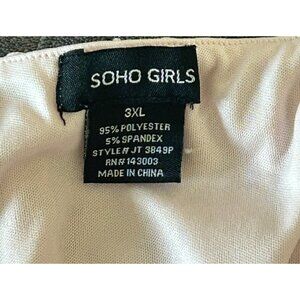 SOHO GIRLS
3XL
95% POLYESTER
5% SPANDEX
STYLE# JT 3849P
RN# 143003
MADE IN CHINA